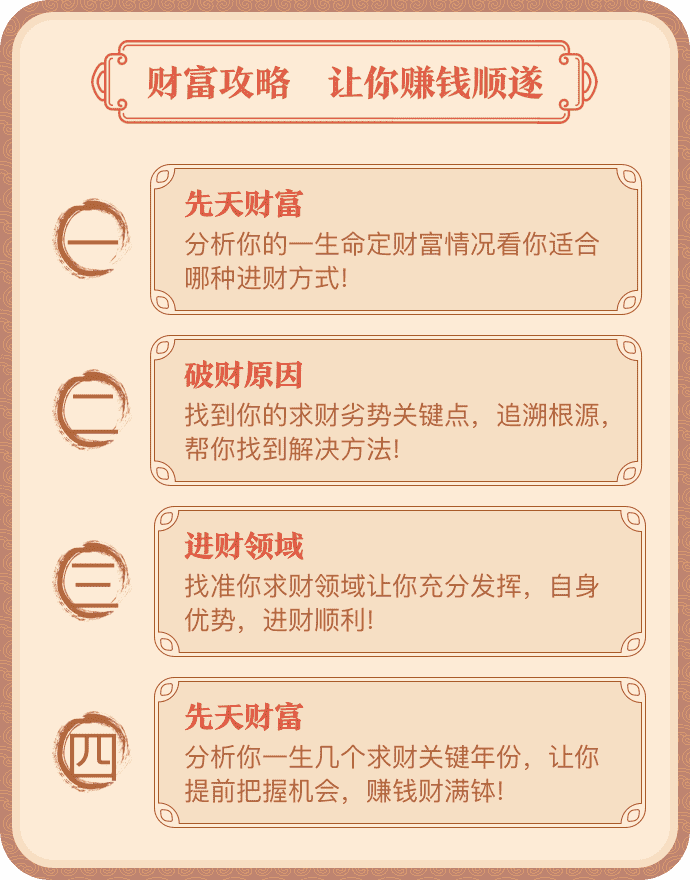 财富攻略　让你赚钱顺遂
一
先天财富
分析你的一生命定财富情况看你适合
哪种进财方式!
二
破财原因
找到你的求财劣势关键点，追溯根源，
帮你找到解决方法!
三
进财领域
找准你求财领域让你充分发挥，自身
优势，进财顺利!
四
先天财富
分析你一生几个求财关键年份，让你
提前把握机会，赚钱财满钵!